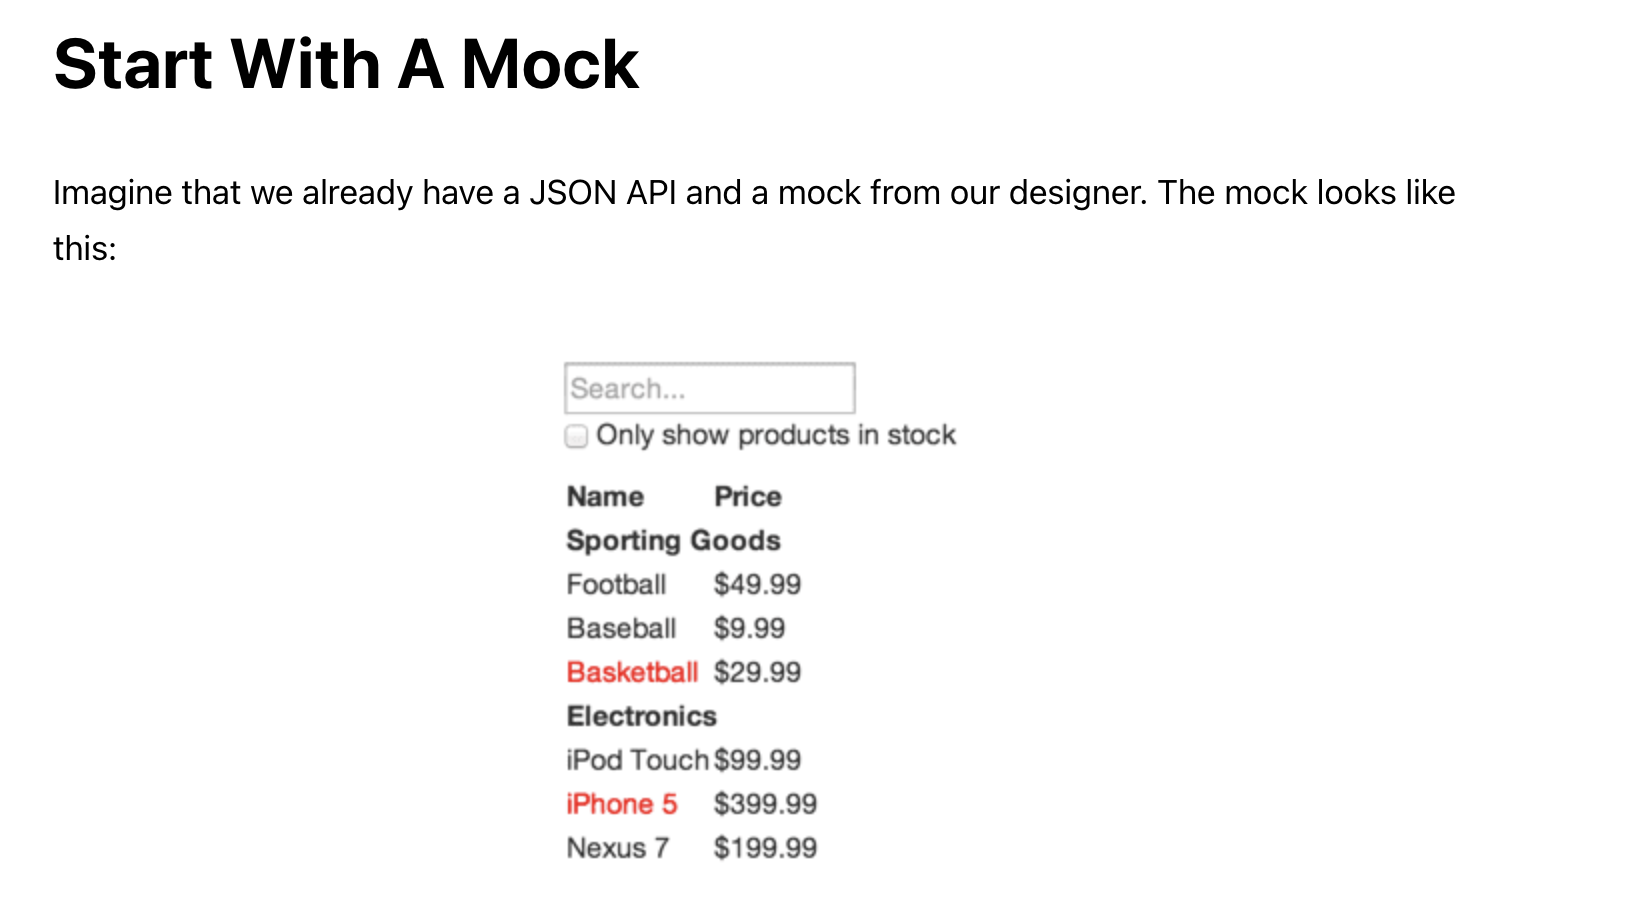 Start With A Mock
Imagine that we already have a JSON API and a mock from our designer. The mock looks like
this:
Search...
Only show products in stock
Name Price
Sporting Goods
Football $49.99
Baseball $9.99
Basketball $29.99
Electronics
iPod Touch $99.99
iPhone 5 $399.99
Nexus 7 $199.99